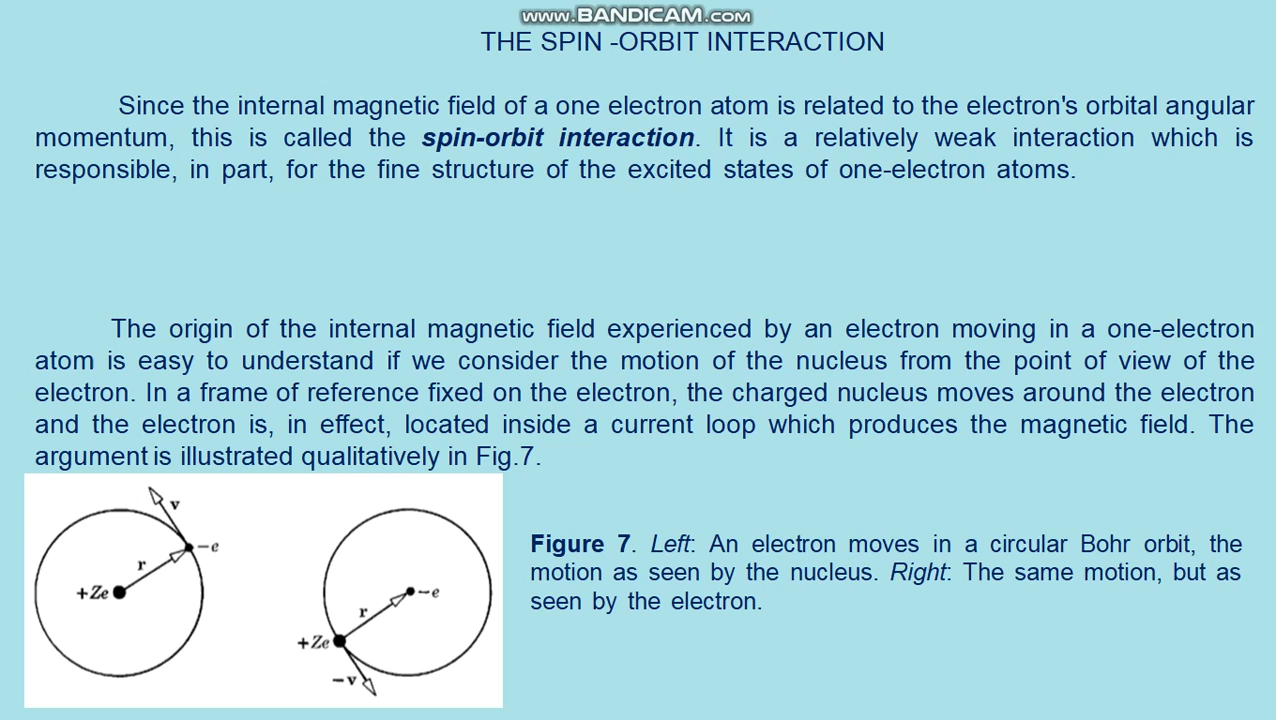 www.BANDICAM.com
THE SPIN -ORBIT INTERACTION
Since the internal magnetic field of a one electron atom is related to the electron's orbital angular
momentum, this is called the spin-orbit interaction. It is a relatively weak interaction which is
responsible, in part, for the fine structure of the excited states of one-electron atoms.
The origin of the internal magnetic field experienced by an electron moving in a one-electron
atom is easy to understand if we consider the motion of the nucleus from the point of view of the
electron. In a frame of reference fixed on the electron, the charged nucleus moves around the electron
and the electron is, in effect, located inside a current loop which produces the magnetic field. The
argument is illustrated qualitatively in Fig.7.
v
−e
r
+Ze
−e
r
+Ze
−v
Figure 7. Left: An electron moves in a circular Bohr orbit, the
motion as seen by the nucleus. Right: The same motion, but as
seen by the electron.